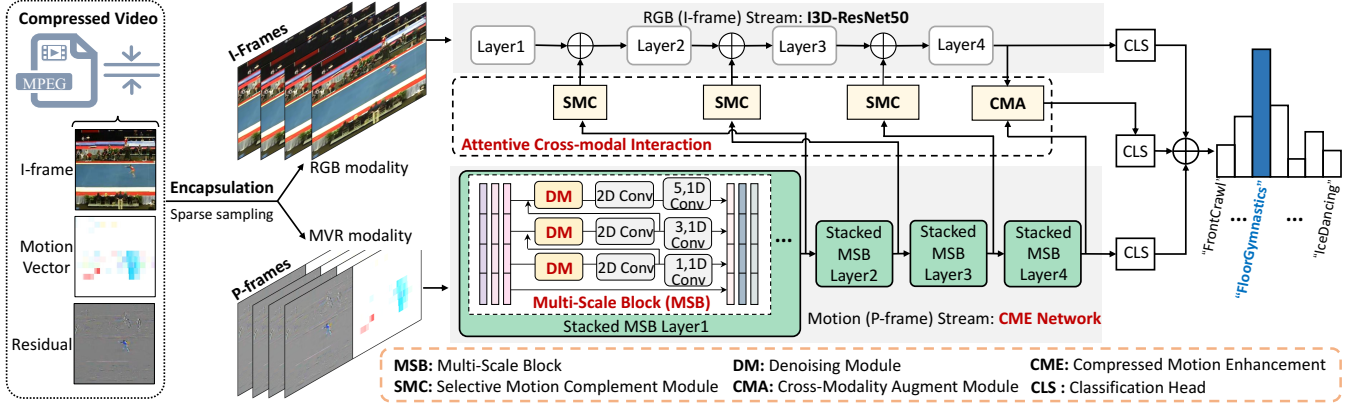 Compressed Video
MPEG
I-frame
Motion
Vector
Residual
Encapsulation
Sparse sampling
I-Frames
RGB modality
MVR modality
P-frames
RGB (I-frame) Stream: I3D-ResNet50
Layer1
Layer2
Layer3
Layer4
CLS
SMC
SMC
SMC
CMA
Attentive Cross-modal Interaction
CLS
DM
2D Conv
5,1D
Conv
DM
2D Conv
3,1D
Conv
DM
2D Conv
1,1D
Conv
...
Multi-Scale Block (MSB)
Stacked MSB Layer1
Stacked
MSB
Layer2
Stacked
MSB
Layer3
Stacked
MSB
Layer4
CLS
Motion (P-frame) Stream: CME Network
"FrontCrawl"
...
"FloorGymnastics"
...
"IceDancing"
MSB: Multi-Scale Block
DM: Denoising Module
CME: Compressed Motion Enhancement
SMC: Selective Motion Complement Module
CMA: Cross-Modality Augment Module
CLS : Classification Head